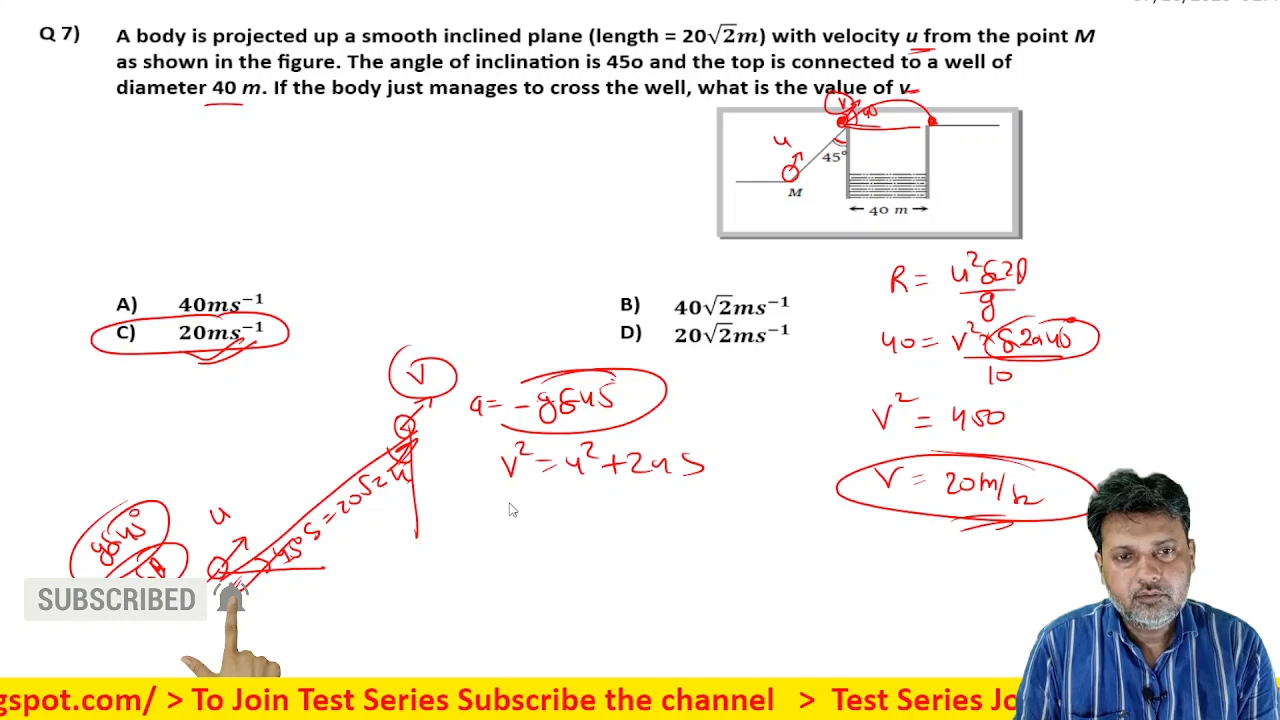 Q 7) A body is projected up a smooth inclined plane (length = 20√2m) with velocity u from the point M
as shown in the figure. The angle of inclination is 45o and the top is connected to a well of
diameter 40 m. If the body just manages to cross the well, what is the value of v
V
u
45°
M
40 m
A) 40ms⁻¹
B) 40√2ms⁻¹
C) 20ms⁻¹
D) 20√2ms⁻¹
V
u
45°
S = 20√2 m
V² = u² + 2as
40 = V² ×
10
V² = 400
V = 20m/
SUBSCRIBED
gspot.com/ > To Join Test Series Subscribe the channel > Test Series Jo